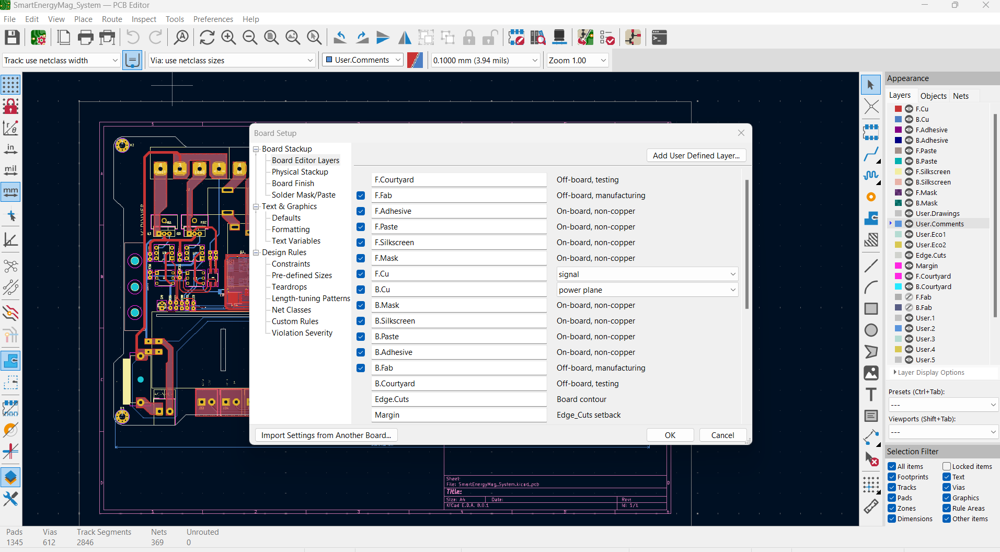 SmartEnergyMag_System — PCB Editor
File Edit View Place Route Inspect Tools Preferences Help
Track: use netclass width
Via: use netclass sizes
User.Comments
0.1000 mm (3.94 mils)
Zoom 1.00
in
mil
mm
Board Setup
Board Stackup
Board Editor Layers
Physical Stackup
Board Finish
Solder Mask/Paste
Text & Graphics
Defaults
Formatting
Text Variables
Design Rules
Constraints
Pre-defined Sizes
Teardrops
Length-tuning Patterns
Net Classes
Custom Rules
Violation Severity
Add User Defined Layer...
F.Courtyard Off-board, testing
F.Fab Off-board, manufacturing
F.Adhesive On-board, non-copper
F.Paste On-board, non-copper
F.Silkscreen On-board, non-copper
F.Mask On-board, non-copper
F.Cu signal
B.Cu power plane
B.Mask On-board, non-copper
B.Silkscreen On-board, non-copper
B.Paste On-board, non-copper
B.Adhesive On-board, non-copper
B.Fab Off-board, manufacturing
B.Courtyard Off-board, testing
Edge.Cuts Board contour
Margin Edge_Cuts setback
Import Settings from Another Board...
OK
Cancel
Sheet:
File: SmartEnergyMag_System.kicad_pcb
Title:
Size: A4 Date: Rev:
KiCad E.D.A. 8.0.1 Id: 1/1
Appearance
Layers Objects Nets
F.Cu
B.Cu
F.Adhesive
B.Adhesive
F.Paste
B.Paste
F.Silkscreen
B.Silkscreen
F.Mask
B.Mask
User.Drawings
User.Comments
User.Eco1
User.Eco2
Edge.Cuts
Margin
F.Courtyard
B.Courtyard
F.Fab
B.Fab
User.1
User.2
User.3
User.4
User.5
Layer Display Options
Presets (Ctrl+Tab):
---
Viewports (Shift+Tab):
---
Selection Filter
All items Locked items
Footprints Text
Tracks Vias
Pads Graphics
Zones Rule Areas
Dimensions Other items
Pads Vias Track Segments Nets Unrouted
1345 612 2846 369 0